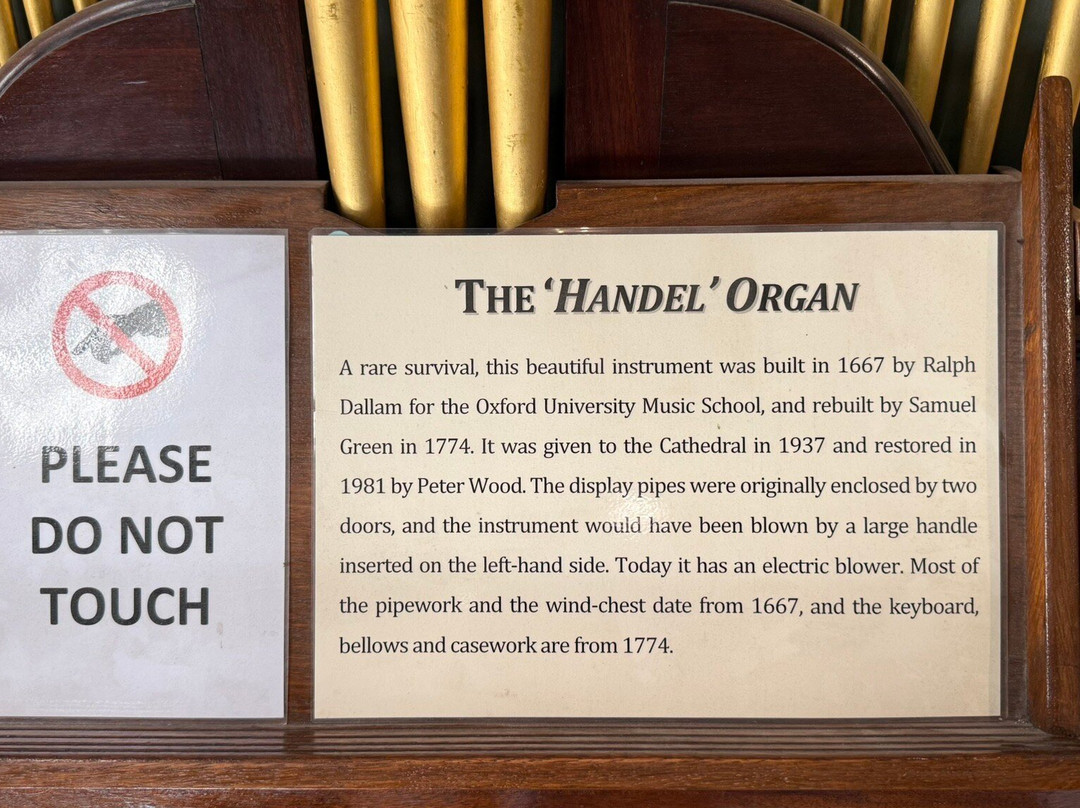 PLEASE
DO NOT
TOUCH
THE ‘HANDEL’ ORGAN
A rare survival, this beautiful instrument was built in 1667 by Ralph
Dallam for the Oxford University Music School, and rebuilt by Samuel
Green in 1774. It was given to the Cathedral in 1937 and restored in
1981 by Peter Wood. The display pipes were originally enclosed by two
doors, and the instrument would have been blown by a large handle
inserted on the left-hand side. Today it has an electric blower. Most of
the pipework and the wind-chest date from 1667, and the keyboard,
bellows and casework are from 1774.